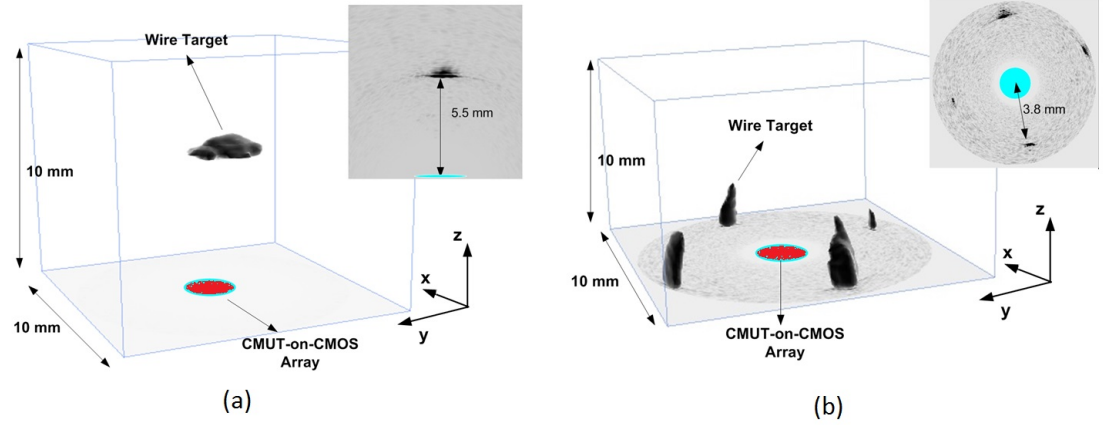 Wire Target
5.5 mm
10 mm
10 mm
z
x
y
CMUT-on-CMOS
Array
(a)
3.8 mm
Wire Target
10 mm
10 mm
z
x
y
CMUT-on-CMOS
Array
(b)